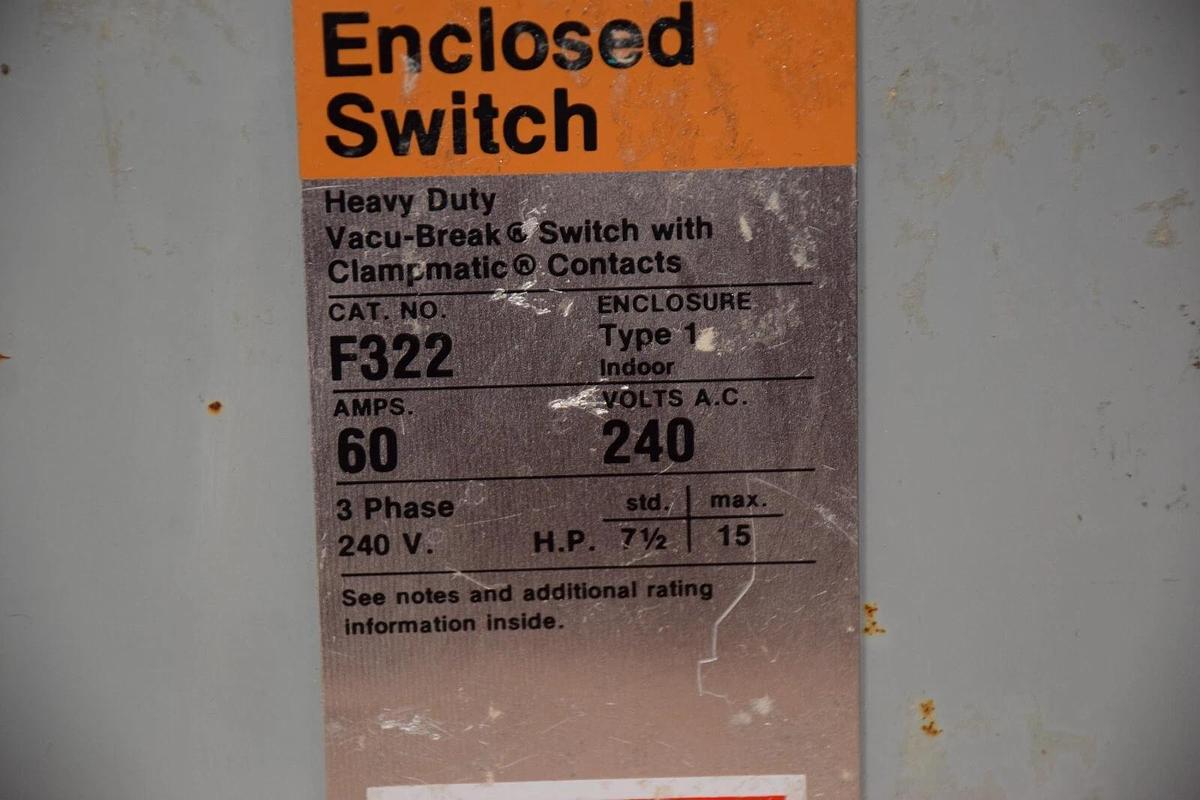 Enclosed
Switch
Heavy Duty
Vacu-Break® Switch with
Clampmatic® Contacts
CAT. NO. ENCLOSURE
F322 Type 1
Indoor
AMPS. VOLTS A.C.
60 240
3 Phase std. max.
240 V. H.P. 7½ 15
See notes and additional rating
information inside.